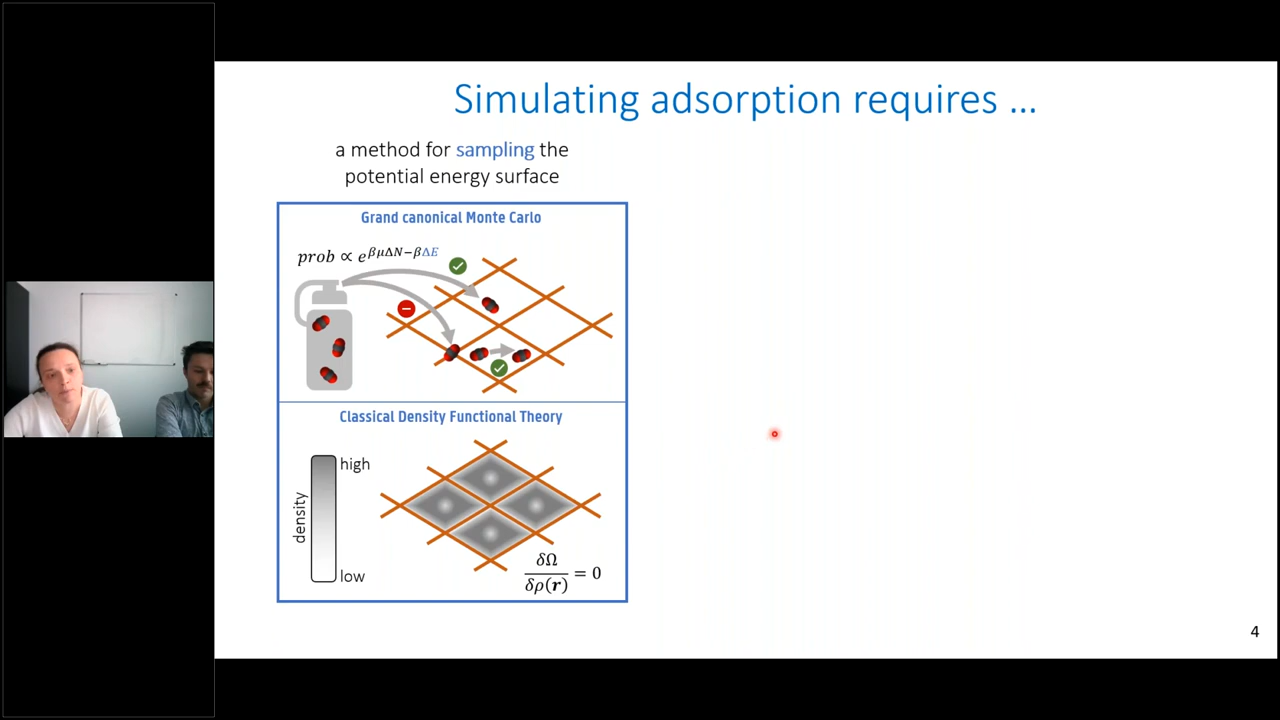 Simulating adsorption requires ...
a method for sampling the
potential energy surface
Grand canonical Monte Carlo
prob ∝ e^{βμΔN−βΔE}
Classical Density Functional Theory
high
density
low
δΩ/δρ(r) = 0
4